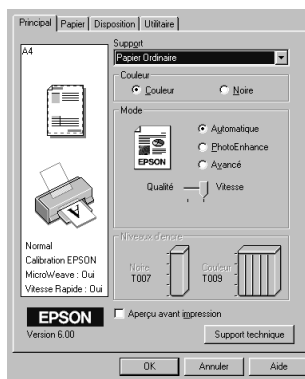 Principal
Papier
Disposition
Utilitaire
A4
Support
Papier Ordinaire
Couleur
Couleur
Noire
Mode
EPSON
Automatique
PhotoEnhance
Avancé
Qualité
Vitesse
Normal
Calibration EPSON
MicroWeave : Oui
Vitesse Rapide : Oui
Niveaux d'encre
Noire
T007
Couleur
T009
EPSON
Version 6.00
Aperçu avant impression
Support technique
OK
Annuler
Aide